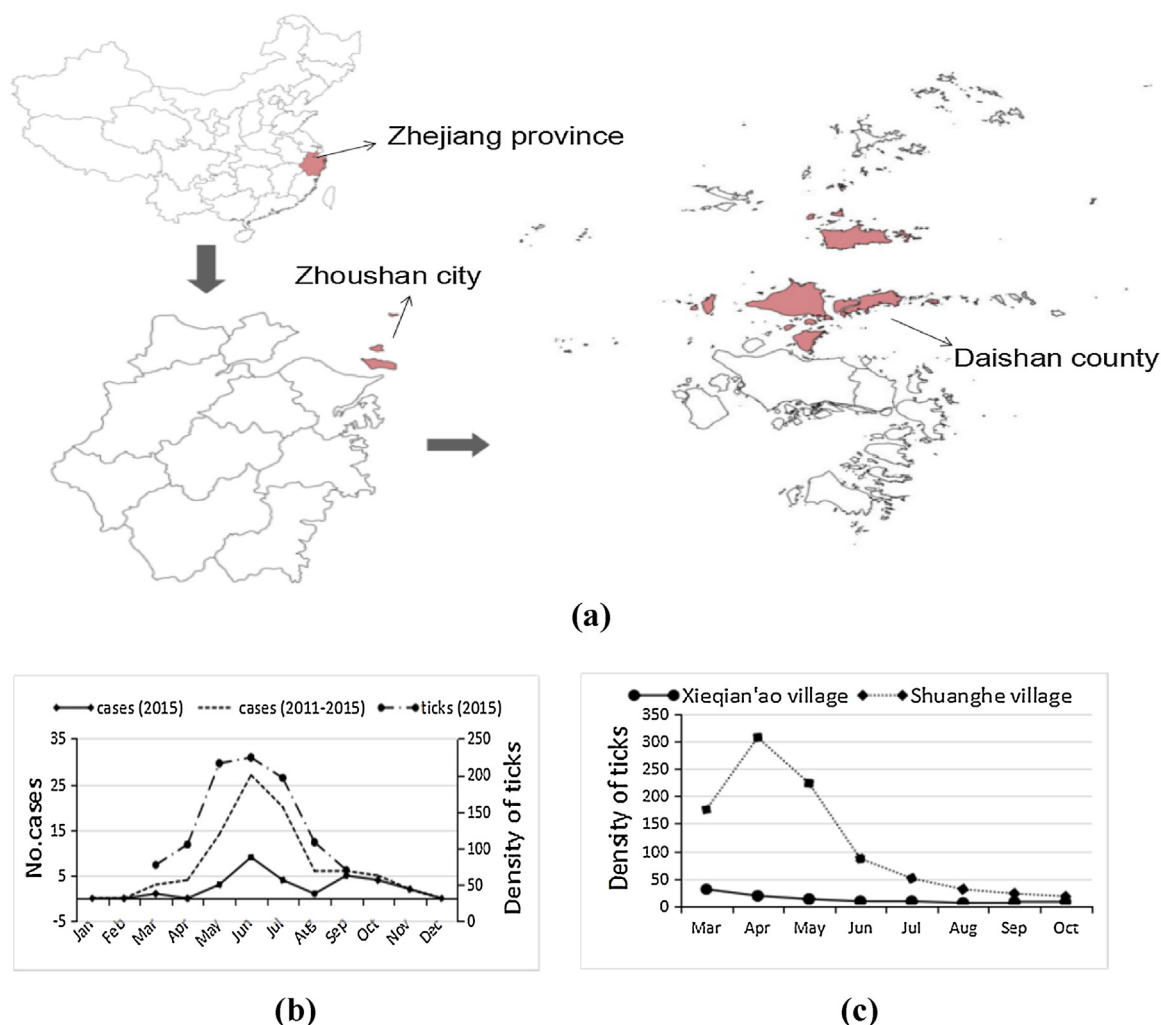 Zhejiang province
Zhoushan city
Daishan county
(a)
cases (2015) cases (2011-2015) ticks (2015)
No.cases
35
25
15
5
-5
Density of ticks
250
200
150
100
50
0
Jan Feb Mar Apr May Jun Jul Aug Sep Oct Nov Dec
(b)
Xieqian'ao village Shuanghe village
Density of ticks
350
300
250
200
150
100
50
0
Mar Apr May Jun Jul Aug Sep Oct
(c)